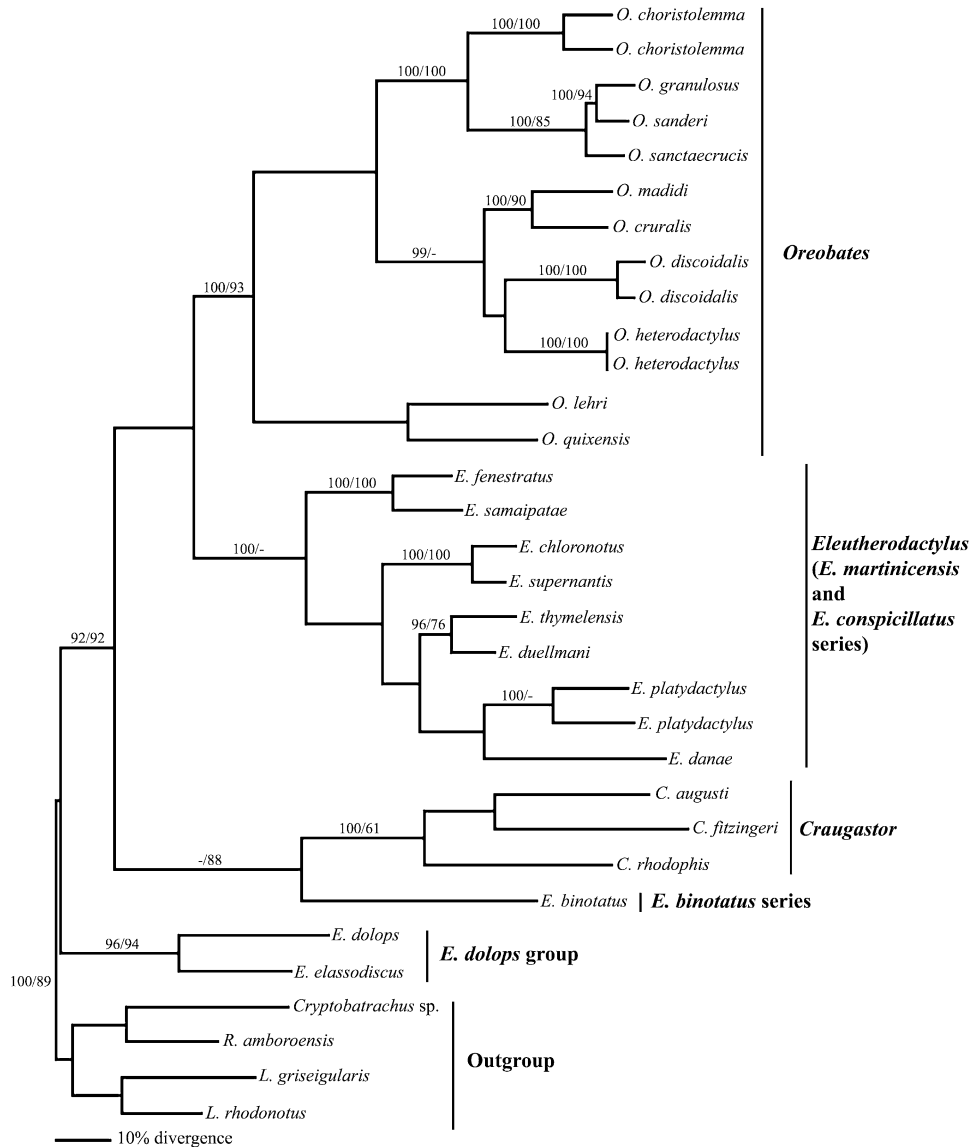 O. choristolemma
100/100
O. choristolemma
100/100
O. granulosus
100/94
O. sanderi
100/85
O. sanctaecrucis
O. madidi
100/90
O. cruralis
99/-
O. discoidalis
100/100
O. discoidalis
O. heterodactylus
100/100
O. heterodactylus
Oreobates
100/93
O. lehri
O. quixensis
E. fenestratus
100/100
E. samaipatae
100/-
E. chloronotus
100/100
E. supernantis
E. thymelensis
96/76
E. duellmani
E. platydactylus
100/-
E. platydactylus
E. danae
Eleutherodactylus
(E. martinicensis
and
E. conspicillatus
series)
92/92
C. augusti
C. fitzingeri
100/61
C. rhodophis
Craugastor
-/88
E. binotatus
E. binotatus series
E. dolops
96/94
E. elassodiscus
E. dolops group
100/89
Cryptobatrachus sp.
R. amboroensis
L. griseigularis
L. rhodonotus
Outgroup
10% divergence